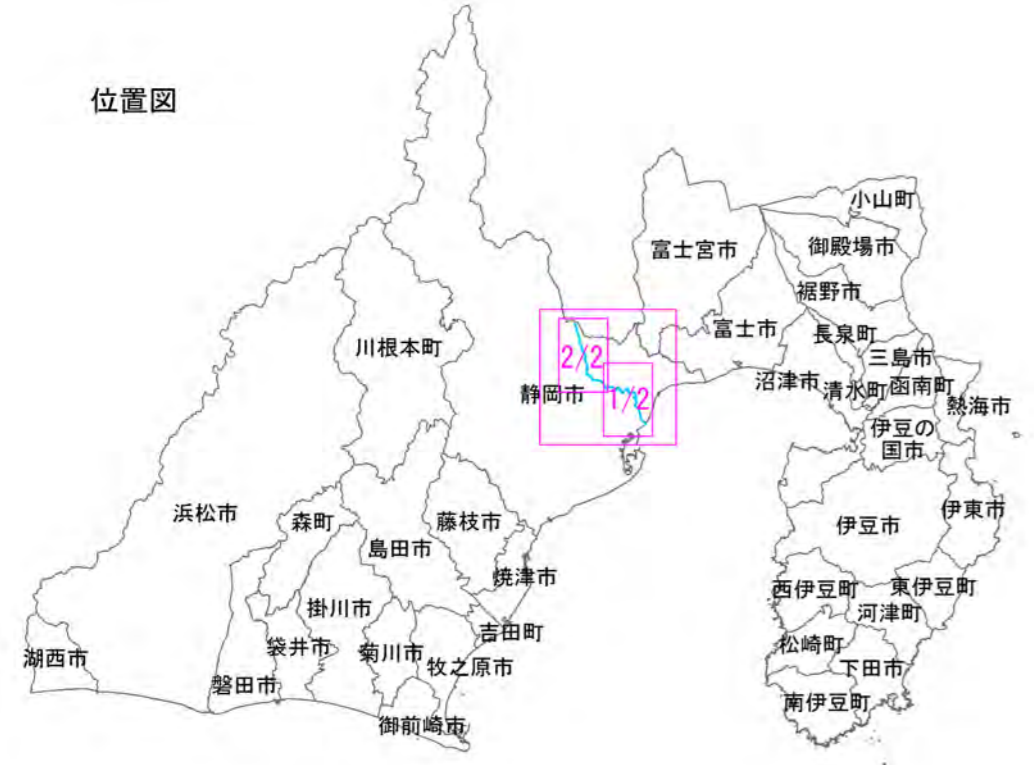 位置図
小山町
富士宮市
御殿場市
裾野市
富士市
長泉町
川根本町
2/2
三島市
沼津市
清水町
函南町
静岡市
1/2
熱海市
伊豆の
国市
浜松市
森町
藤枝市
伊東市
島田市
伊豆市
焼津市
西伊豆町
東伊豆町
掛川市
河津町
吉田町
袋井市
菊川市
松崎町
湖西市
牧之原市
下田市
磐田市
南伊豆町
御前崎市